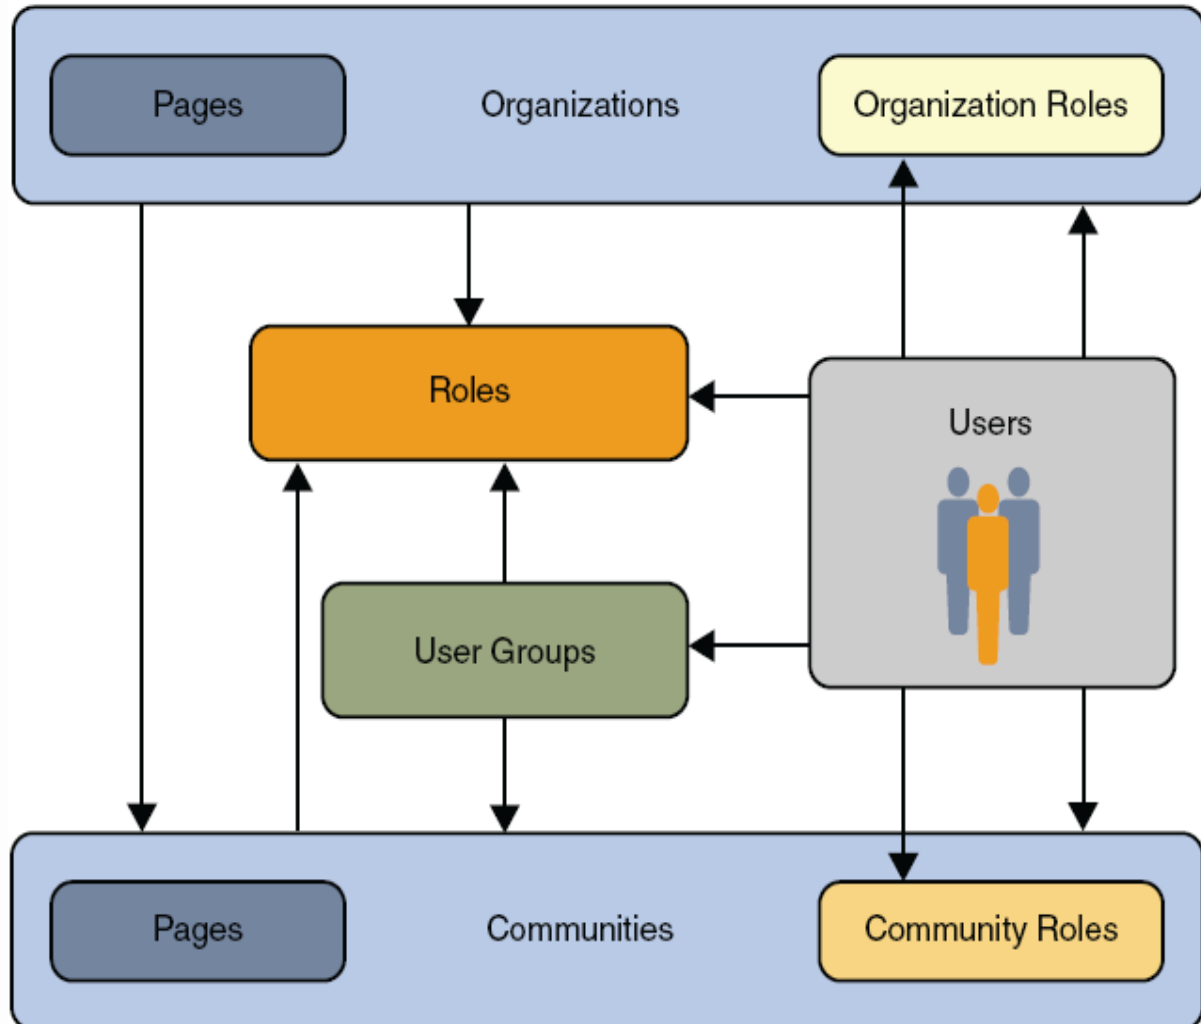 Pages
Organizations
Organization Roles
Roles
Users
User Groups
Pages
Communities
Community Roles